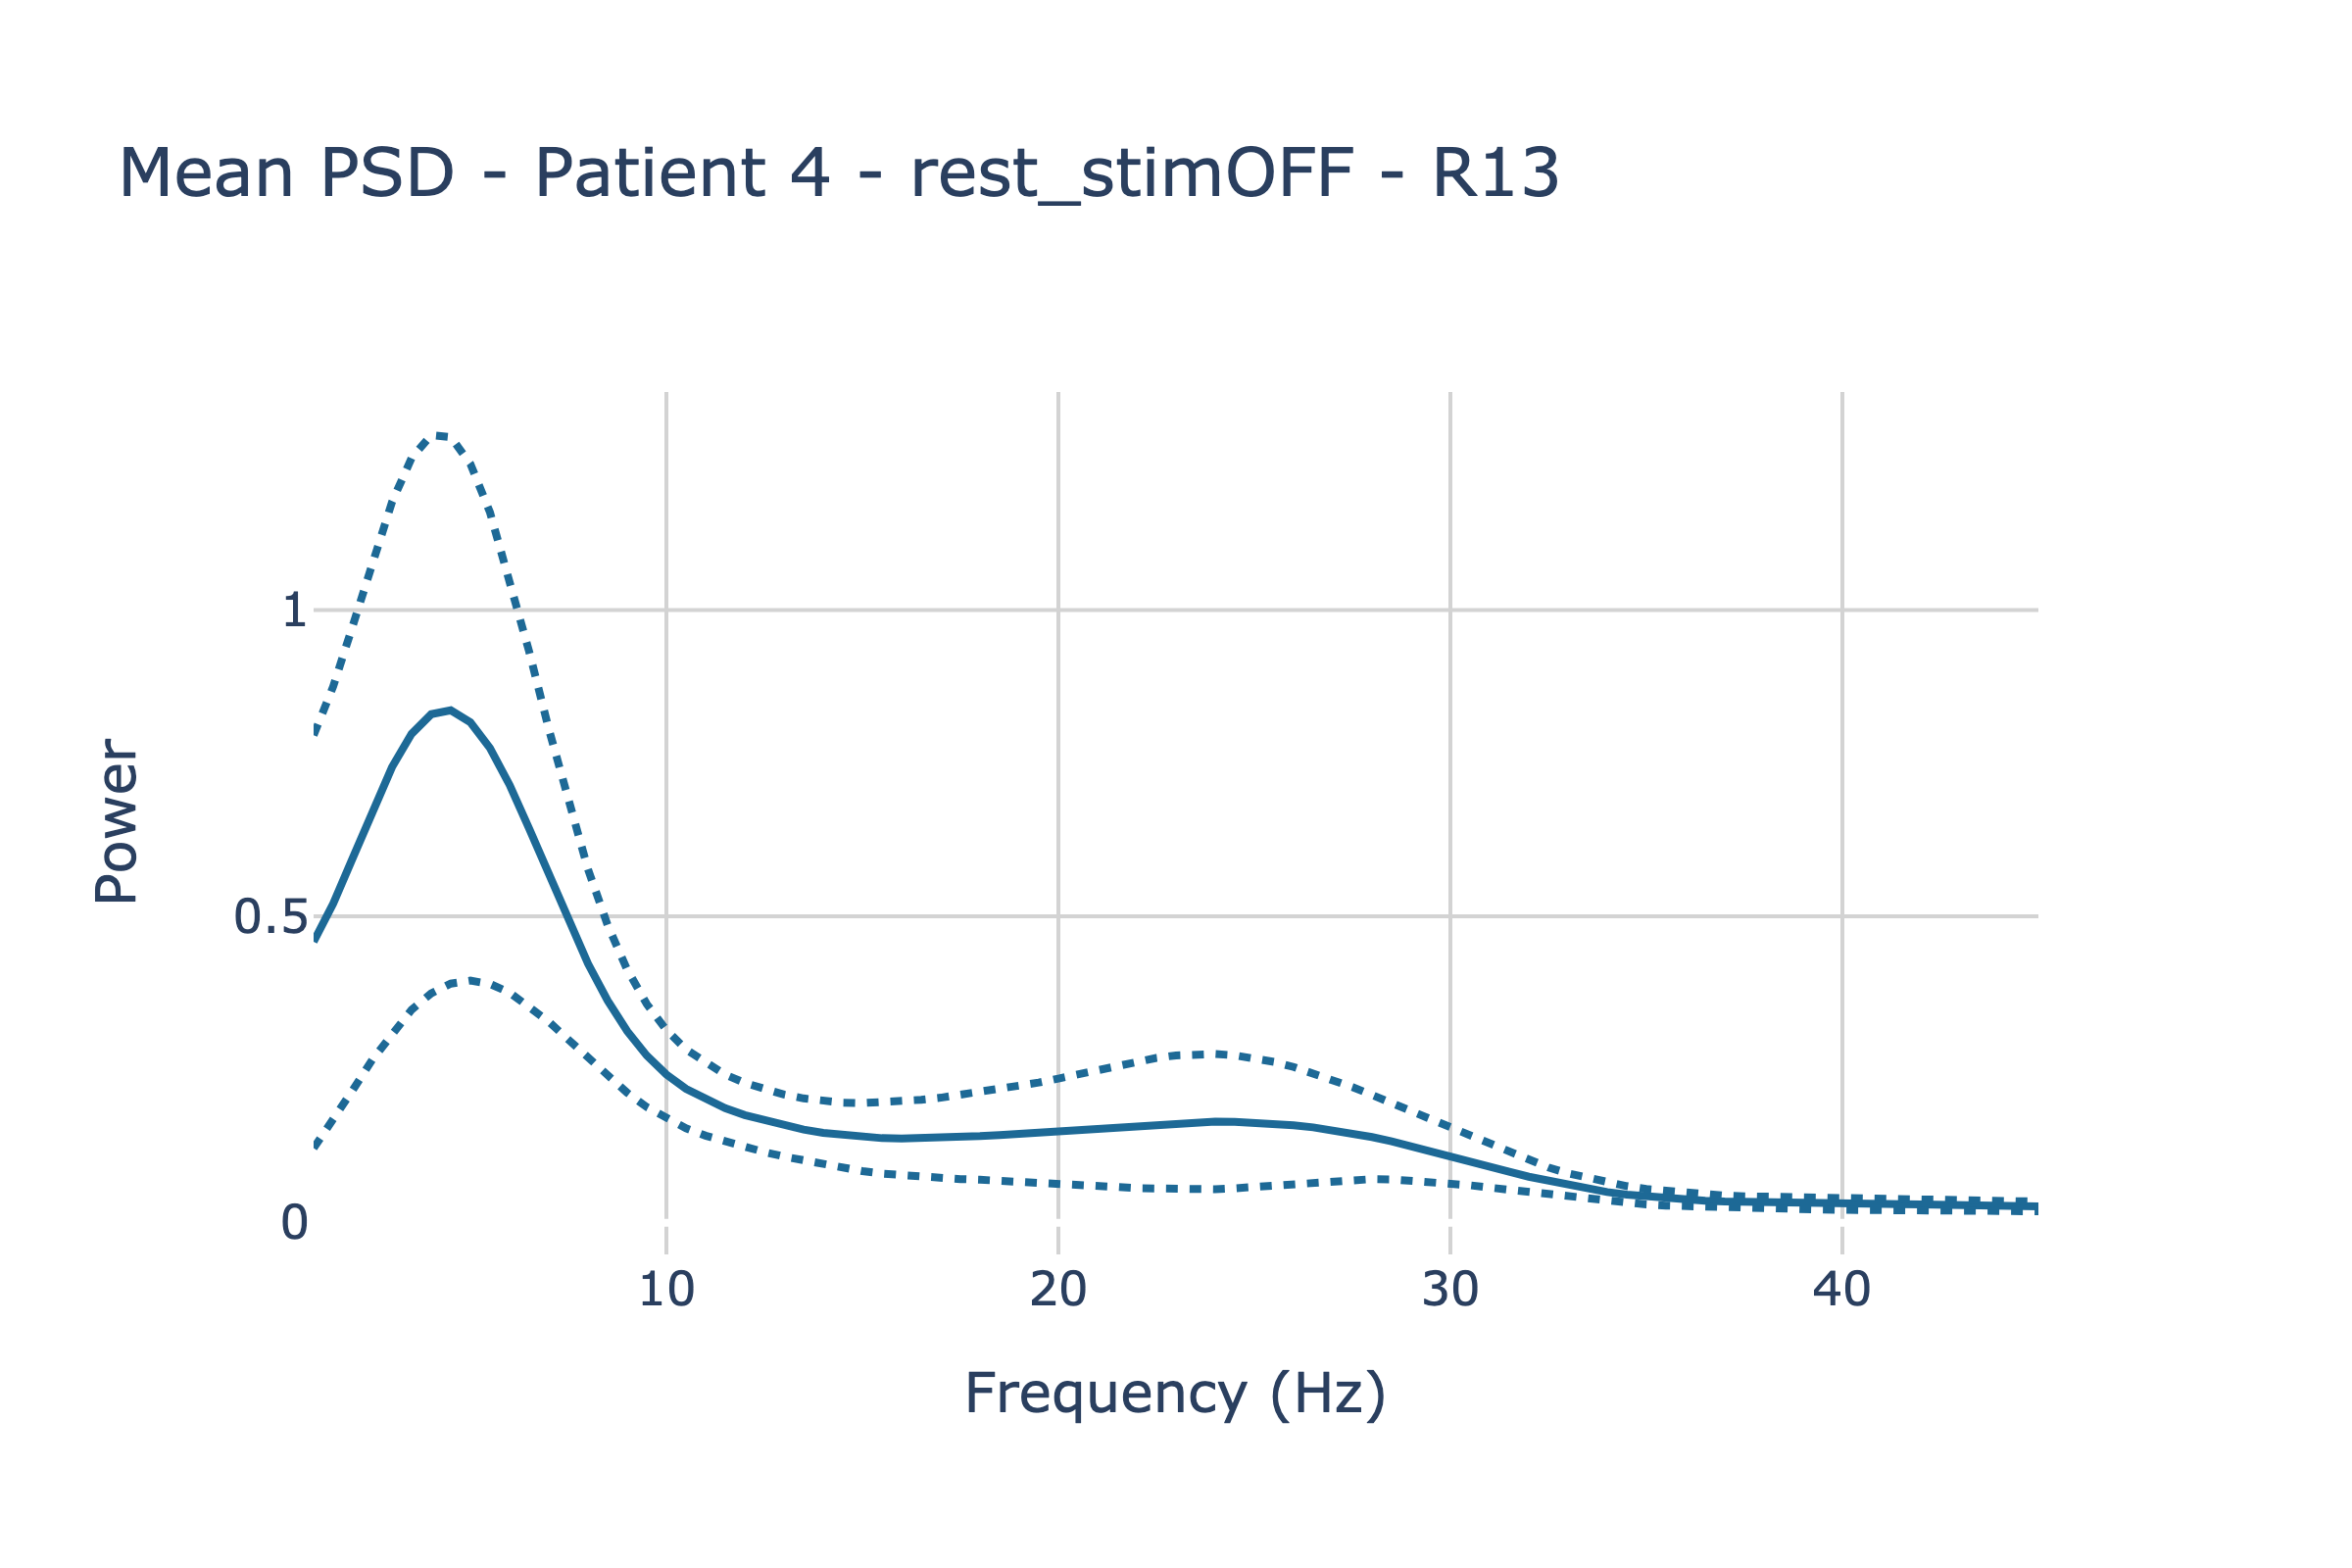 Mean PSD - Patient 4 - rest_stimOFF - R13
1
0.5
0
Power
10 20 30 40
Frequency (Hz)